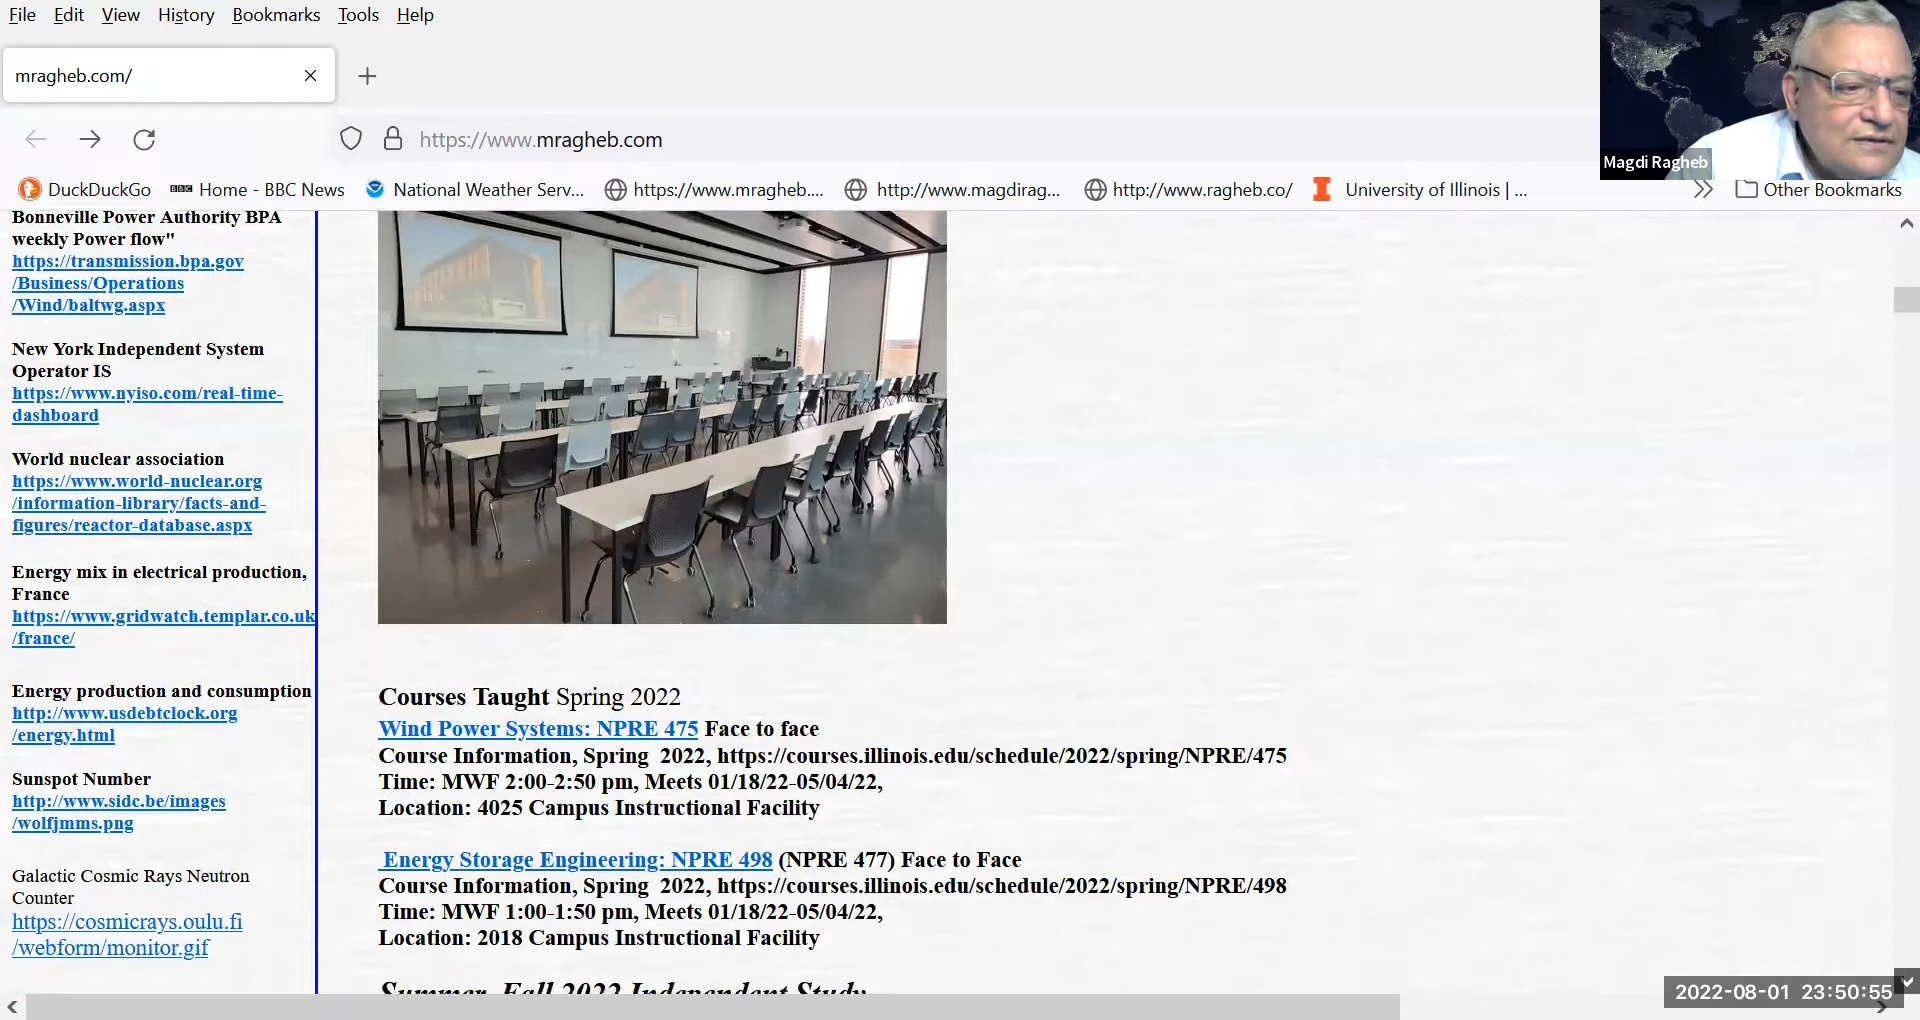 File Edit View History Bookmarks Tools Help
mragheb.com/
https://www.mragheb.com
Magdi Ragheb
DuckDuckGo BBC Home - BBC News National Weather Serv... https://www.mragheb.... http://www.magdirag... http://www.ragheb.co/ I University of Illinois | ... Other Bookmarks
Bonneville Power Authority BPA
weekly Power flow"
https://transmission.bpa.gov
/Business/Operations
/Wind/baltwg.aspx
New York Independent System
Operator IS
https://www.nyiso.com/real-time-
dashboard
World nuclear association
https://www.world-nuclear.org
/information-library/facts-and-
figures/reactor-database.aspx
Energy mix in electrical production,
France
https://www.gridwatch.templar.co.uk
/france/
Energy production and consumption
http://www.usdebtclock.org
/energy.html
Sunspot Number
http://www.sidc.be/images
/wolfjmms.png
Galactic Cosmic Rays Neutron
Counter
https://cosmicrays.oulu.fi
/webform/monitor.gif
Courses Taught Spring 2022
Wind Power Systems: NPRE 475 Face to face
Course Information, Spring 2022, https://courses.illinois.edu/schedule/2022/spring/NPRE/475
Time: MWF 2:00-2:50 pm, Meets 01/18/22-05/04/22,
Location: 4025 Campus Instructional Facility
Energy Storage Engineering: NPRE 498 (NPRE 477) Face to Face
Course Information, Spring 2022, https://courses.illinois.edu/schedule/2022/spring/NPRE/498
Time: MWF 1:00-1:50 pm, Meets 01/18/22-05/04/22,
Location: 2018 Campus Instructional Facility
Summer, Fall 2022 Independent Study
2022-08-01 23:50:55